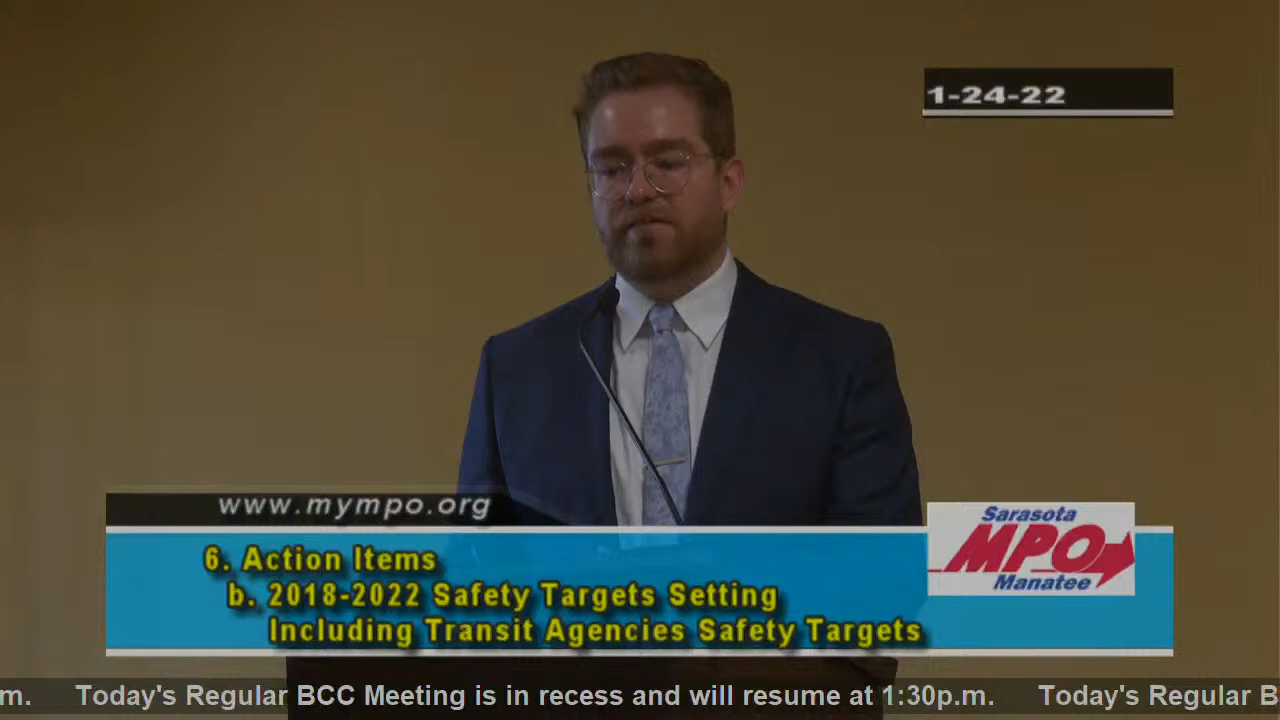 1-24-22
www.mympo.org
Sarasota
MPO
Manatee
6. Action Items
b. 2018-2022 Safety Targets Setting
Including Transit Agencies Safety Targets
m. Today's Regular BCC Meeting is in recess and will resume at 1:30p.m. Today's Regular B